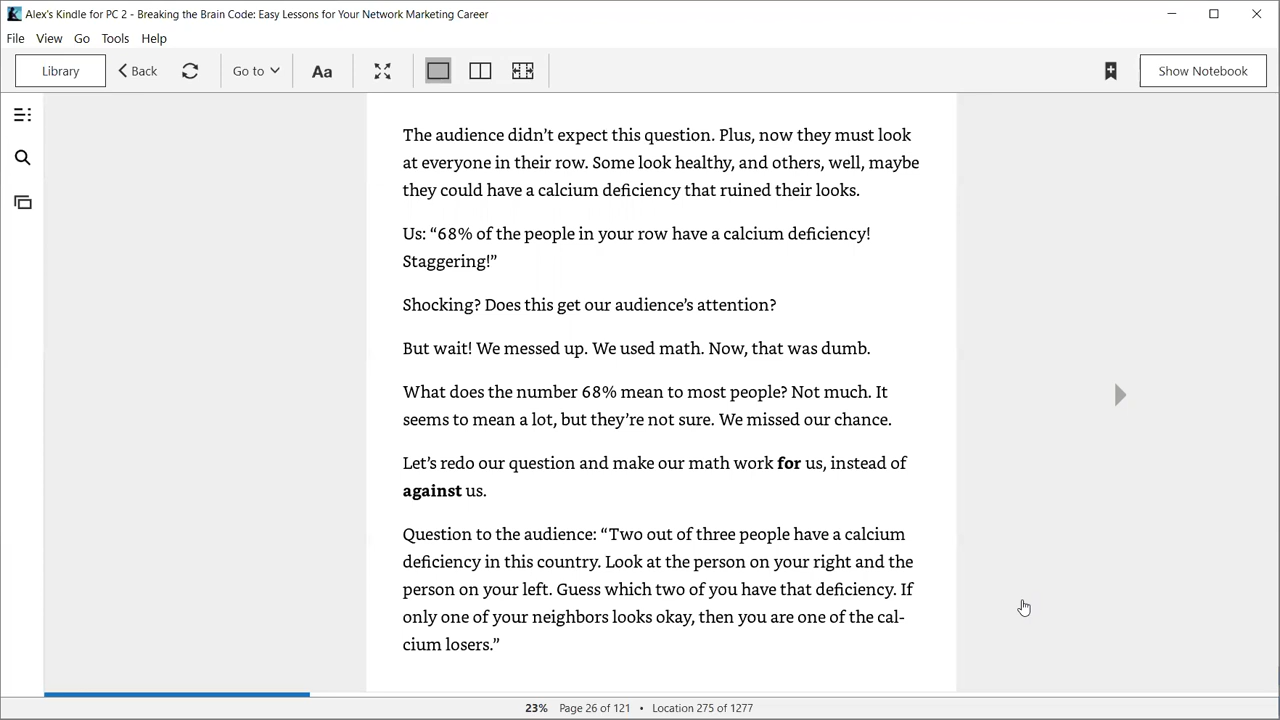 Alex's Kindle for PC 2 - Breaking the Brain Code: Easy Lessons for Your Network Marketing Career
File View Go Tools Help
Library Back Go to Aa Show Notebook
The audience didn’t expect this question. Plus, now they must look
at everyone in their row. Some look healthy, and others, well, maybe
they could have a calcium deficiency that ruined their looks.
Us: “68% of the people in your row have a calcium deficiency!
Staggering!”
Shocking? Does this get our audience’s attention?
But wait! We messed up. We used math. Now, that was dumb.
What does the number 68% mean to most people? Not much. It
seems to mean a lot, but they’re not sure. We missed our chance.
Let’s redo our question and make our math work for us, instead of
against us.
Question to the audience: “Two out of three people have a calcium
deficiency in this country. Look at the person on your right and the
person on your left. Guess which two of you have that deficiency. If
only one of your neighbors looks okay, then you are one of the cal-
cium losers.”
23% Page 26 of 121 • Location 275 of 1277